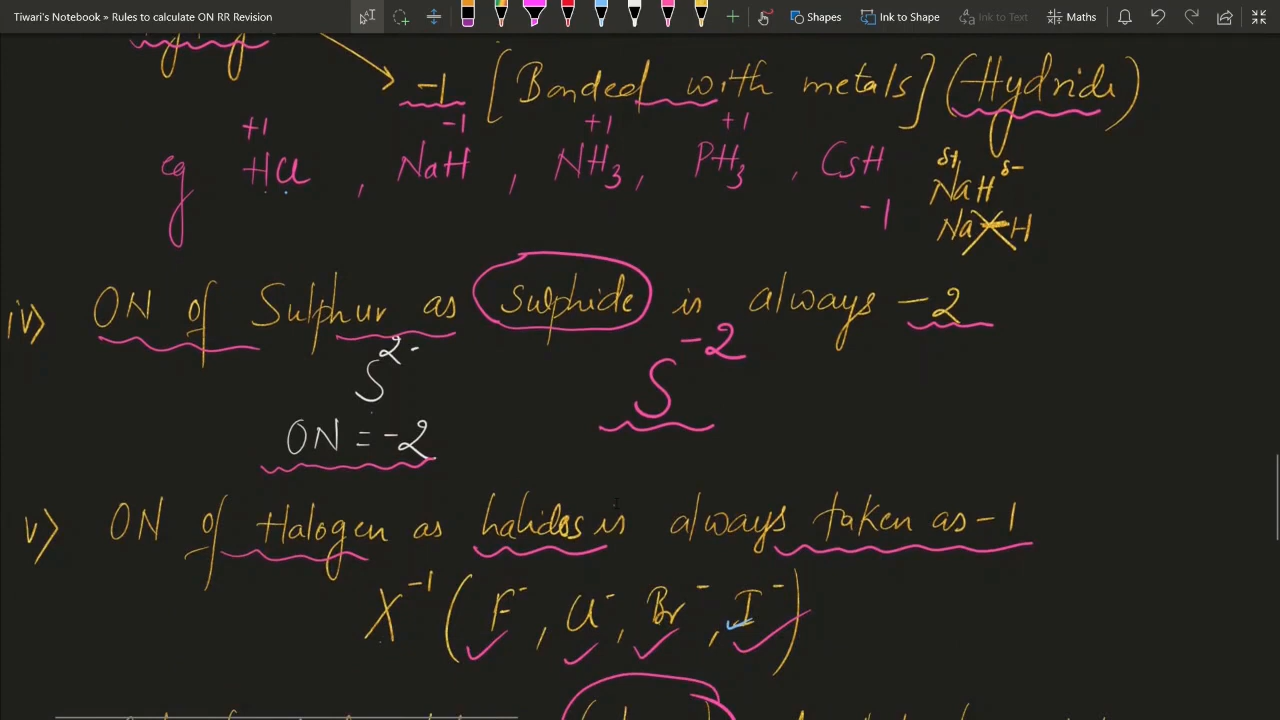 Tiwari's Notebook » Rules to calculate ON RR Revision
Shapes
Ink to Shape
Ink to Text
Maths
-1 [Bonded with metals] (Hydride)
+1 -1 +1 +1
eg HCl, NaH, NH3, PH3, CsH
-1
δ+ δ-
NaH
Na H
iv) ON of Sulphur as Sulphide is always -2
S2- S-2
ON = -2
v) ON of Halogen as halides is always taken as -1
X-1 (F-, Cl-, Br-, I-)